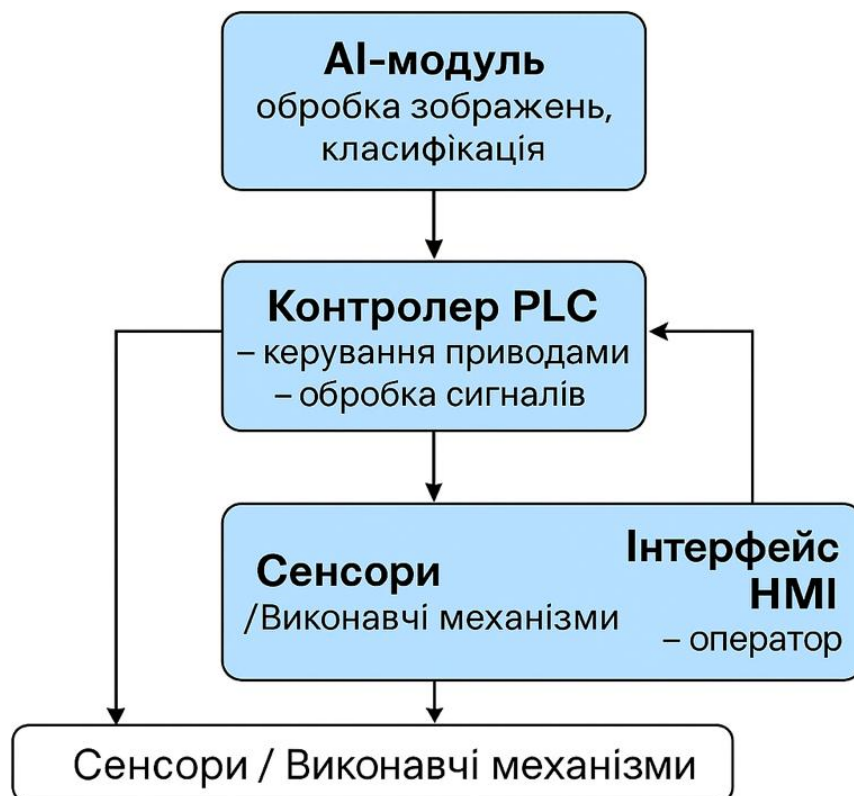 AI-модуль
обробка зображень,
класифікація
Контролер PLC
– керування приводами
– обробка сигналів
Сенсори
/Виконавчі механізми
Інтерфейс
HMI
– оператор
Сенсори / Виконавчі механізми